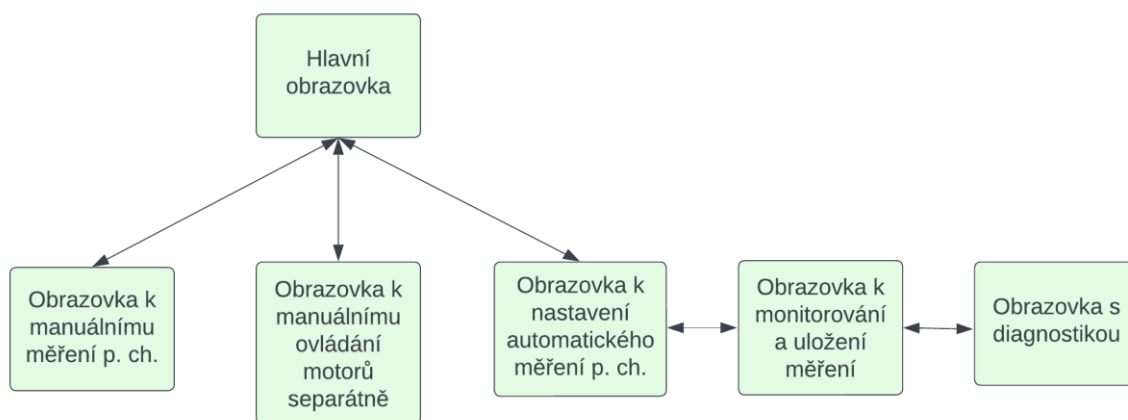 Hlavní
obrazovka
Obrazovka k
manuálnímu
měření p. ch.
Obrazovka k
manuálnímu
ovládání
motorů
separátně
Obrazovka k
nastavení
automatického
měření p. ch.
Obrazovka k
monitorování
a uložení
měření
Obrazovka s
diagnostikou